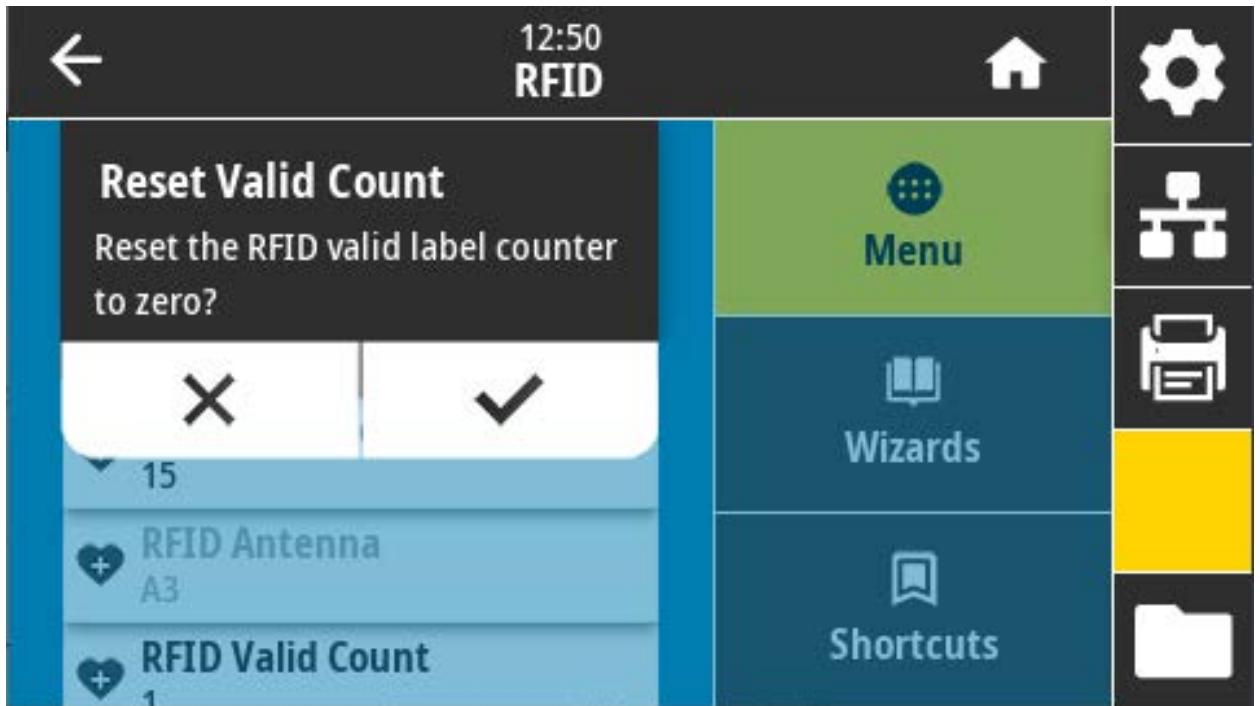 12:50
RFID
Reset Valid Count
Reset the RFID valid label counter
to zero?
15
RFID Antenna
A3
RFID Valid Count
1
Menu
Wizards
Shortcuts